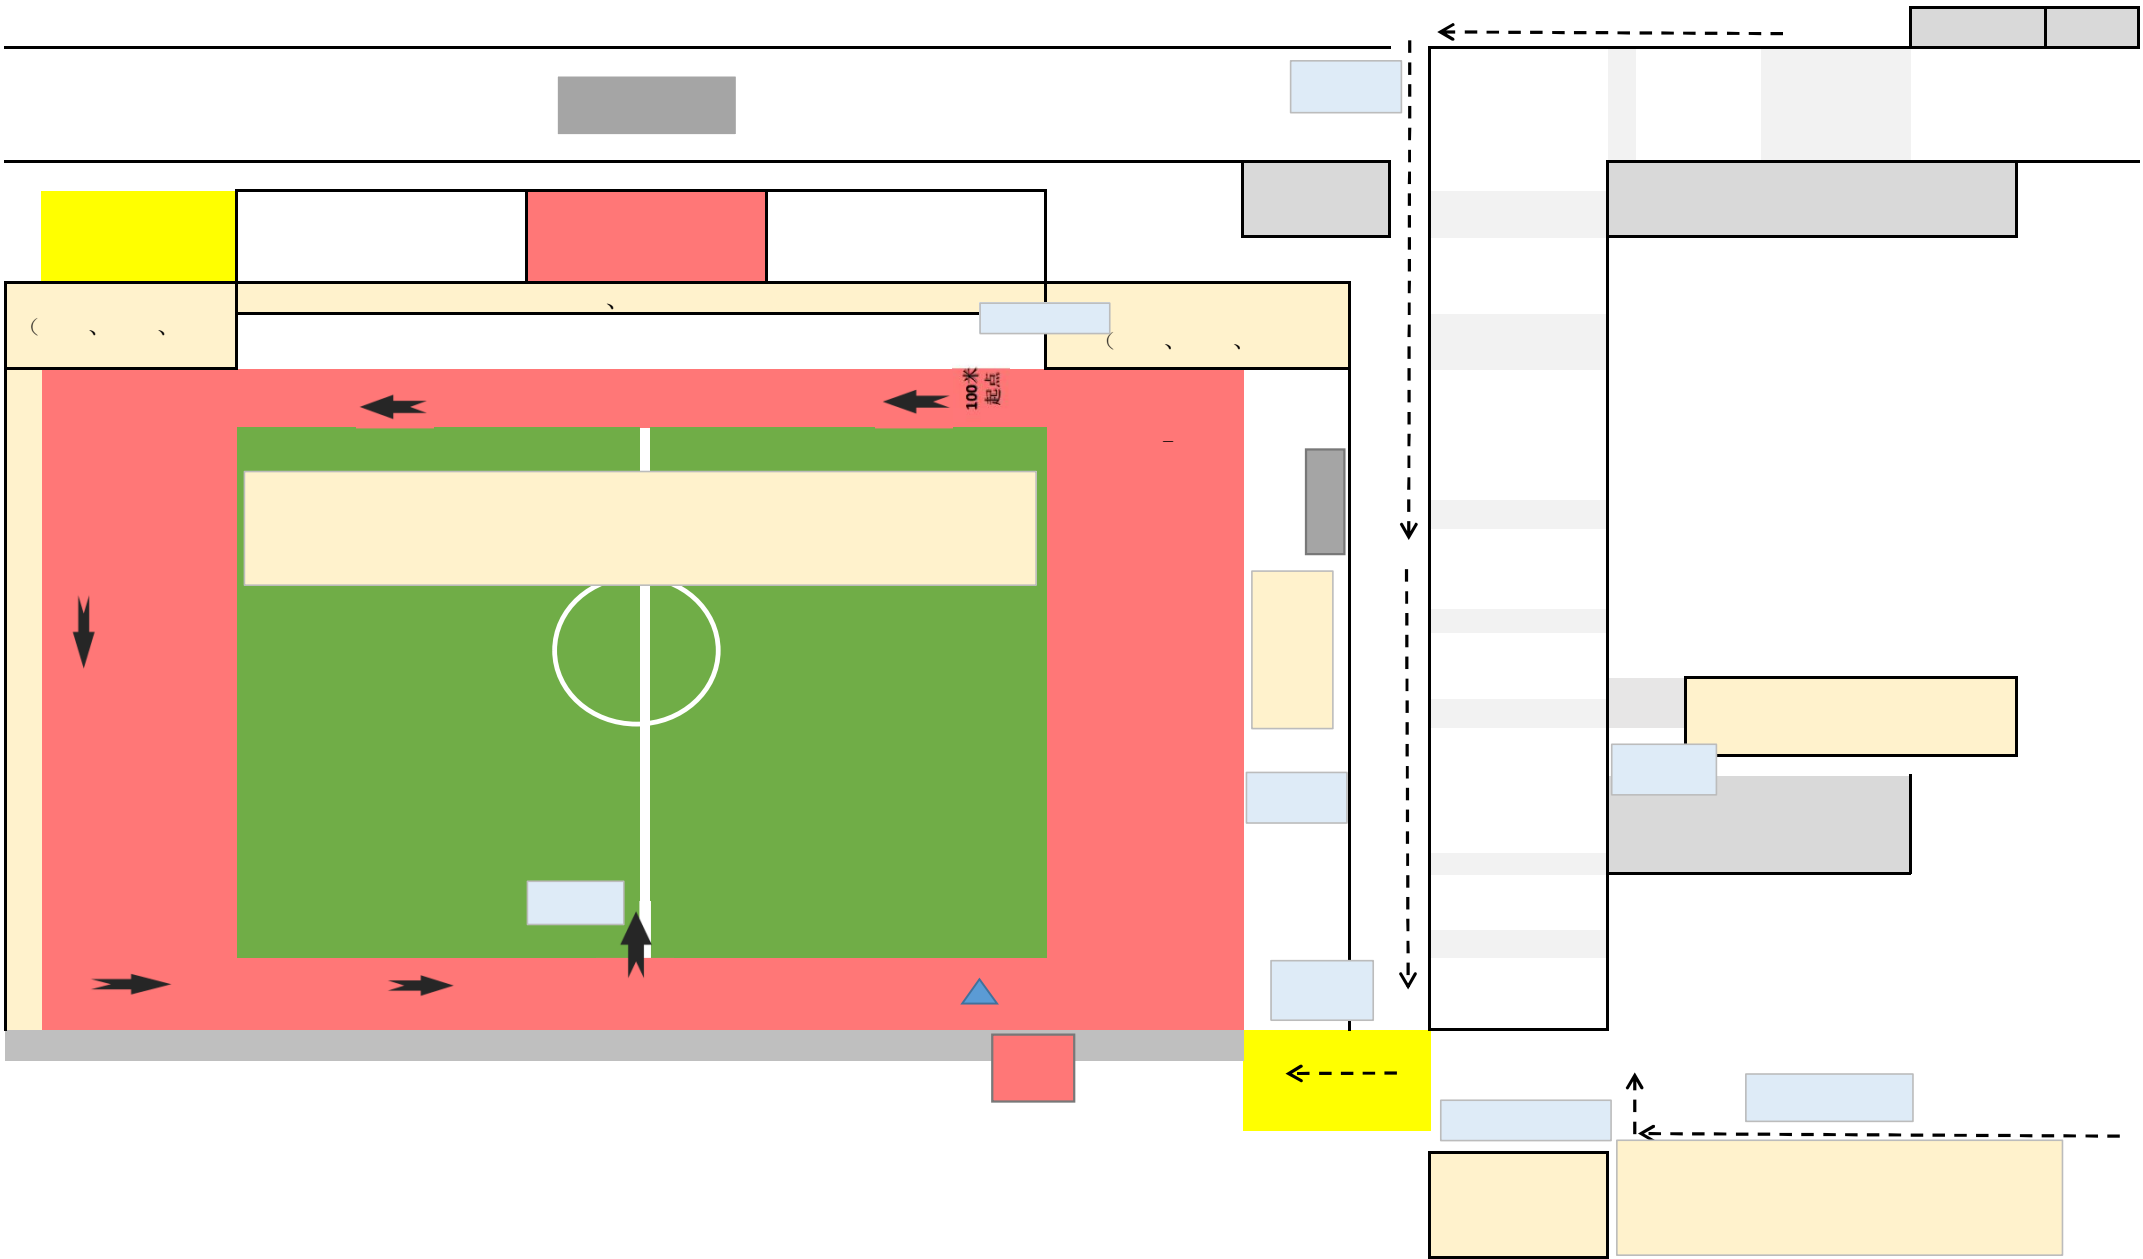 、
（ 、 、
（ 、 、
100米
起点
_